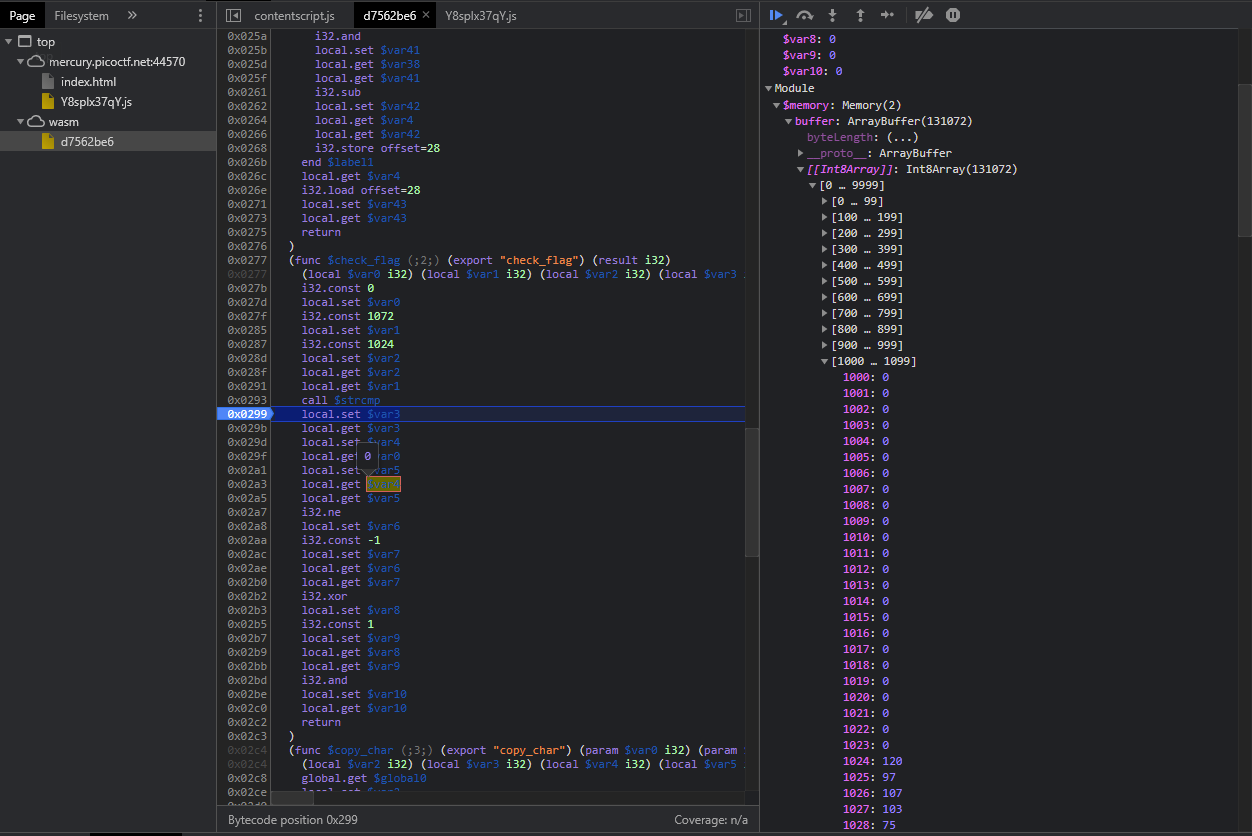 Page Filesystem »
top
mercury.picoctf.net:44570
index.html
Y8splx37qY.js
wasm
d7562be6
contentscript.js d7562be6 × Y8splx37qY.js
0x025a i32.and
0x025b local.set $var41
0x025d local.get $var38
0x025f local.get $var41
0x0261 i32.sub
0x0262 local.set $var42
0x0264 local.get $var4
0x0266 local.get $var42
0x0268 i32.store offset=28
0x026b end $label1
0x026c local.get $var4
0x026e i32.load offset=28
0x0271 local.set $var43
0x0273 local.get $var43
0x0275 return
0x0276 )
0x0277 (func $check_flag (;2;) (export "check_flag") (result i32)
0x0277 (local $var0 i32) (local $var1 i32) (local $var2 i32) (local $var3
0x027b i32.const 0
0x027d local.set $var0
0x027f i32.const 1072
0x0285 local.set $var1
0x0287 i32.const 1024
0x028d local.set $var2
0x028f local.get $var2
0x0291 local.get $var1
0x0293 call $strcmp
0x0299 local.set $var3
0x029b local.get $var3
0x029d local.set $var4
0x029f local.get 0 var0
0x02a1 local.set var5
0x02a3 local.get $var4
0x02a5 local.get $var5
0x02a7 i32.ne
0x02a8 local.set $var6
0x02aa i32.const -1
0x02ac local.set $var7
0x02ae local.get $var6
0x02b0 local.get $var7
0x02b2 i32.xor
0x02b3 local.set $var8
0x02b5 i32.const 1
0x02b7 local.set $var9
0x02b9 local.get $var8
0x02bb local.get $var9
0x02bd i32.and
0x02be local.set $var10
0x02c0 local.get $var10
0x02c2 return
0x02c3 )
0x02c4 (func $copy_char (;3;) (export "copy_char") (param $var0 i32) (param
0x02c4 (local $var2 i32) (local $var3 i32) (local $var4 i32) (local $var5
0x02c8 global.get $global0
0x02ce local.set $var2
Bytecode position 0x299 Coverage: n/a
$var8: 0
$var9: 0
$var10: 0
Module
$memory: Memory(2)
buffer: ArrayBuffer(131072)
byteLength: (...)
__proto__: ArrayBuffer
[[Int8Array]]: Int8Array(131072)
[0 … 9999]
[0 … 99]
[100 … 199]
[200 … 299]
[300 … 399]
[400 … 499]
[500 … 599]
[600 … 699]
[700 … 799]
[800 … 899]
[900 … 999]
[1000 … 1099]
1000: 0
1001: 0
1002: 0
1003: 0
1004: 0
1005: 0
1006: 0
1007: 0
1008: 0
1009: 0
1010: 0
1011: 0
1012: 0
1013: 0
1014: 0
1015: 0
1016: 0
1017: 0
1018: 0
1019: 0
1020: 0
1021: 0
1022: 0
1023: 0
1024: 120
1025: 97
1026: 107
1027: 103
1028: 75